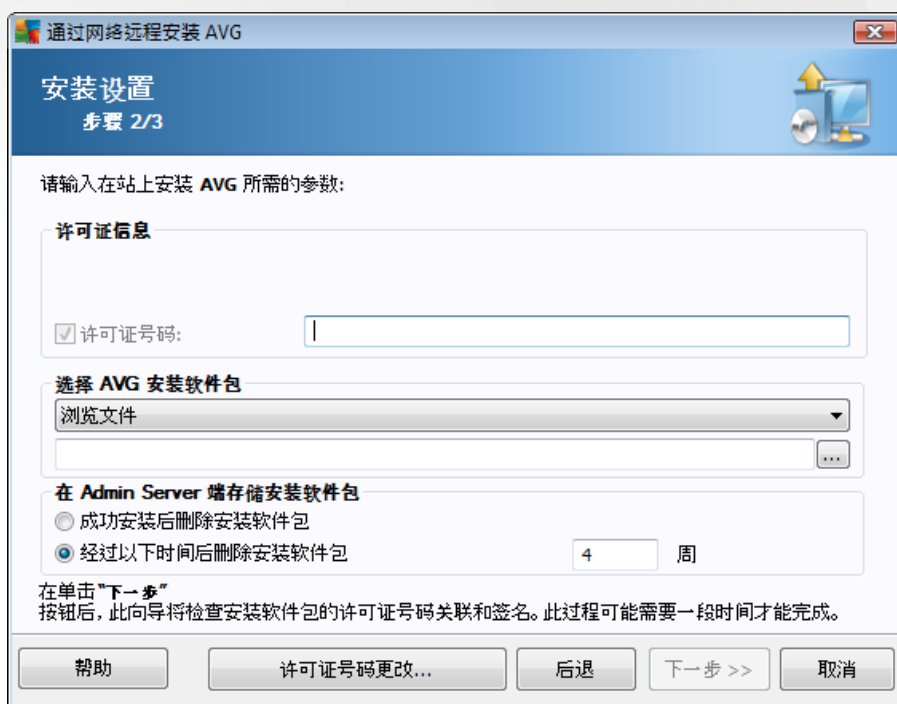 通过网络远程安装 AVG
安装设置
步骤 2/3
请输入在站上安装 AVG 所需的参数:
许可证信息
许可证号码:
选择 AVG 安装软件包
浏览文件
...
在 Admin Server 端存储安装软件包
成功安装后删除安装软件包
经过以下时间后删除安装软件包 4 周
在单击"下一步"
按钮后，此向导将检查安装软件包的许可证号码关联和签名。此过程可能需要一段时间才能完成。
帮助 许可证号码更改... 后退 下一步 >> 取消